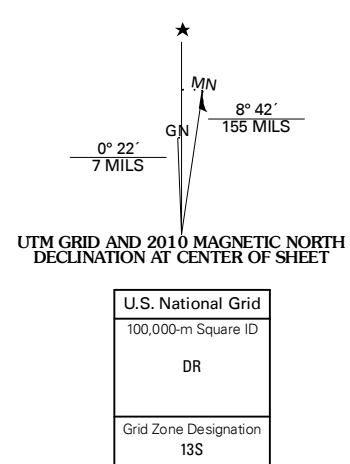 MN
8° 42´
155 MILS
GN
0° 22´
7 MILS
UTM GRID AND 2010 MAGNETIC NORTH
DECLINATION AT CENTER OF SHEET
U.S. National Grid
100,000-m Square ID
DR
Grid Zone Designation
13S